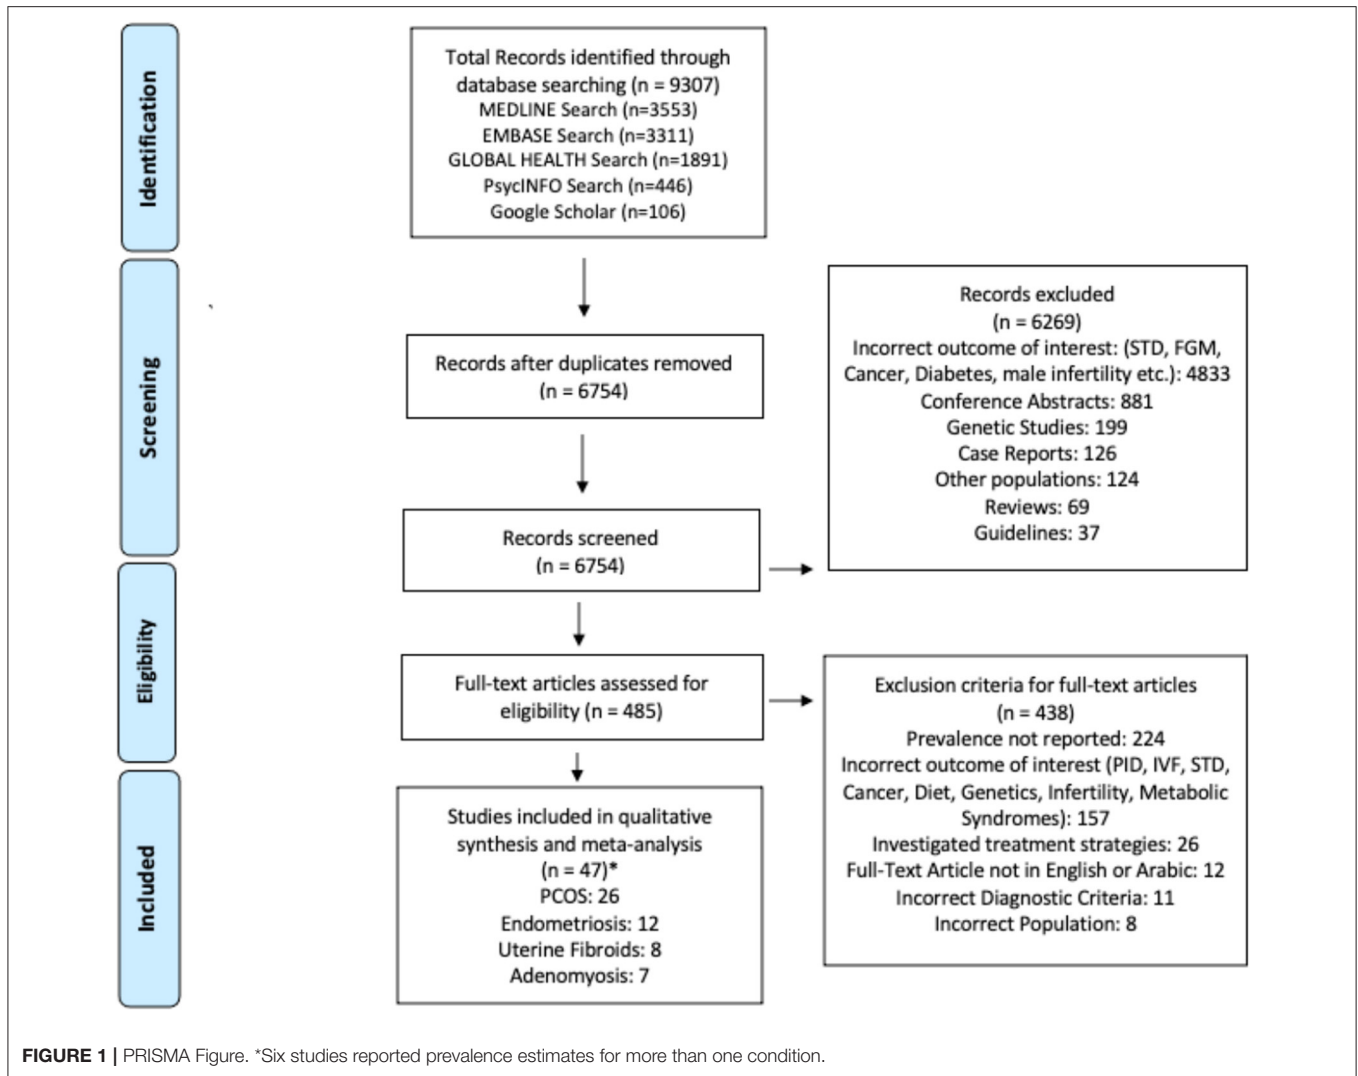 Identification
Total Records identified through
database searching (n = 9307)
MEDLINE Search (n=3553)
EMBASE Search (n=3311)
GLOBAL HEALTH Search (n=1891)
PsycINFO Search (n=446)
Google Scholar (n=106)
Screening
Records after duplicates removed
(n = 6754)
Records screened
(n = 6754)
Records excluded
(n = 6269)
Incorrect outcome of interest: (STD, FGM,
Cancer, Diabetes, male infertility etc.): 4833
Conference Abstracts: 881
Genetic Studies: 199
Case Reports: 126
Other populations: 124
Reviews: 69
Guidelines: 37
Eligibility
Full-text articles assessed for
eligibility (n = 485)
Exclusion criteria for full-text articles
(n = 438)
Prevalence not reported: 224
Incorrect outcome of interest (PID, IVF, STD,
Cancer, Diet, Genetics, Infertility, Metabolic
Syndromes): 157
Investigated treatment strategies: 26
Full-Text Article not in English or Arabic: 12
Incorrect Diagnostic Criteria: 11
Incorrect Population: 8
Included
Studies included in qualitative
synthesis and meta-analysis
(n = 47)*
PCOS: 26
Endometriosis: 12
Uterine Fibroids: 8
Adenomyosis: 7
FIGURE 1 | PRISMA Figure. *Six studies reported prevalence estimates for more than one condition.